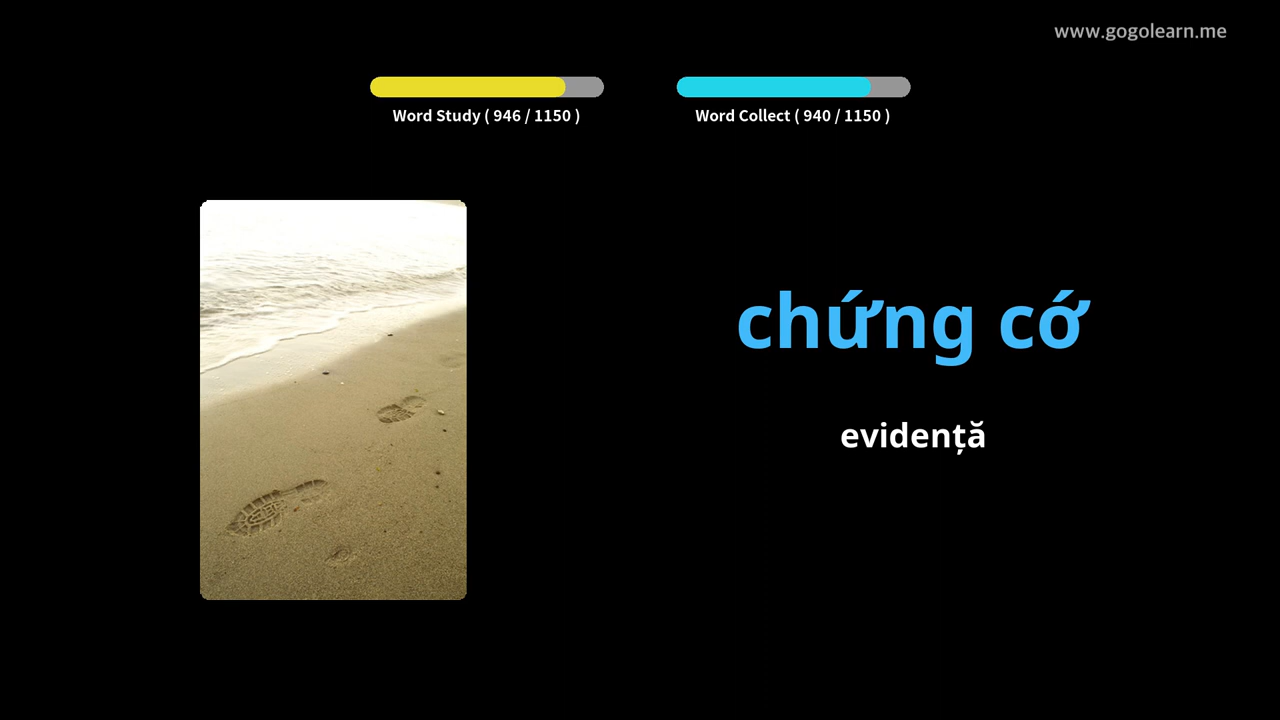 www.gogolearn.me
Word Study ( 946 / 1150 )
Word Collect ( 940 / 1150 )
chứng cớ
evidență